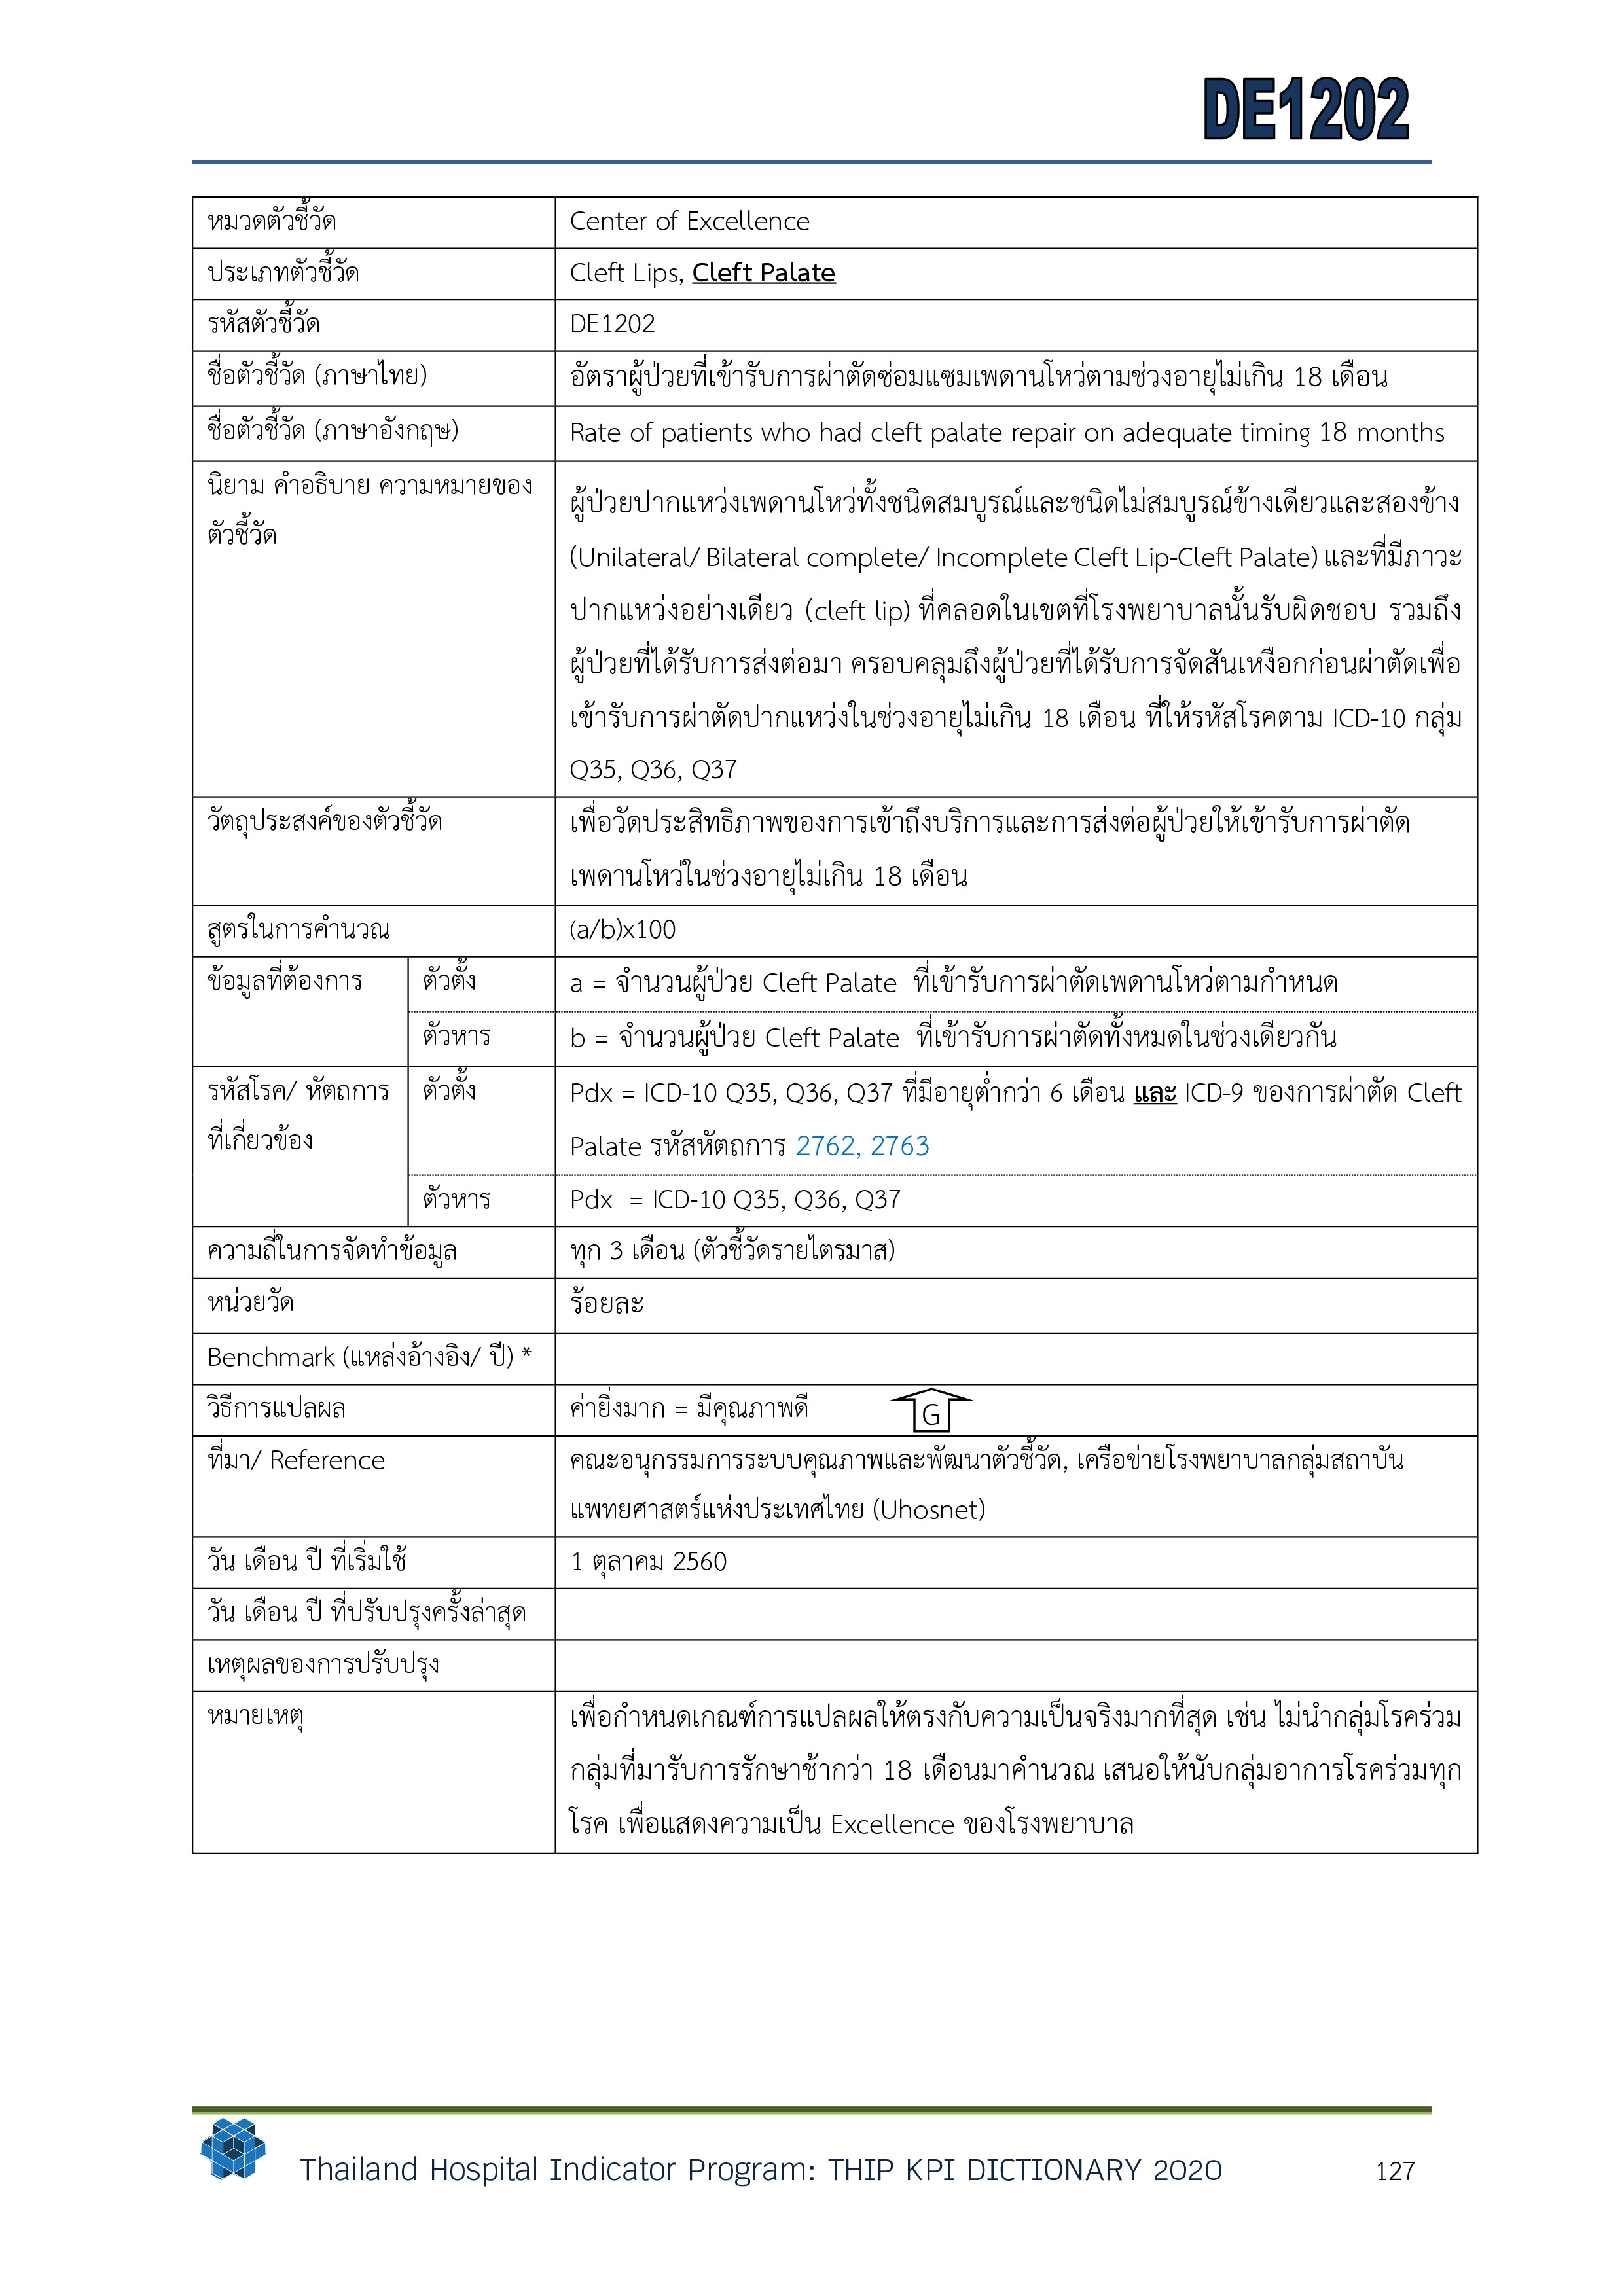 DE1202
หมวดตัวชี้วัด Center of Excellence
ประเภทตัวชี้วัด Cleft Lips, Cleft Palate
รหัสตัวชี้วัด DE1202
ชื่อตัวชี้วัด (ภาษาไทย) อัตราผู้ป่วยที่เข้ารับการผ่าตัดซ่อมแซมเพดานโหว่ตามช่วงอายุไม่เกิน 18 เดือน
ชื่อตัวชี้วัด (ภาษาอังกฤษ) Rate of patients who had cleft palate repair on adequate timing 18 months
นิยาม คำอธิบาย ความหมายของ
ตัวชี้วัด
ผู้ป่วยปากแหว่งเพดานโหว่ทั้งชนิดสมบูรณ์และชนิดไม่สมบูรณ์ข้างเดียวและสองข้าง
(Unilateral/ Bilateral complete/ Incomplete Cleft Lip-Cleft Palate) และที่มีภาวะ
ปากแหว่งอย่างเดียว (cleft lip) ที่คลอดในเขตที่โรงพยาบาลนั้นรับผิดชอบ รวมถึง
ผู้ป่วยที่ได้รับการส่งต่อมา ครอบคลุมถึงผู้ป่วยที่ได้รับการจัดสันเหงือกก่อนผ่าตัดเพื่อ
เข้ารับการผ่าตัดปากแหว่งในช่วงอายุไม่เกิน 18 เดือน ที่ให้รหัสโรคตาม ICD-10 กลุ่ม
Q35, Q36, Q37
วัตถุประสงค์ของตัวชี้วัด เพื่อวัดประสิทธิภาพของการเข้าถึงบริการและการส่งต่อผู้ป่วยให้เข้ารับการผ่าตัด
เพดานโหว่ในช่วงอายุไม่เกิน 18 เดือน
สูตรในการคำนวณ (a/b)x100
ข้อมูลที่ต้องการ ตัวตั้ง a = จำนวนผู้ป่วย Cleft Palate ที่เข้ารับการผ่าตัดเพดานโหว่ตามกำหนด
ตัวหาร b = จำนวนผู้ป่วย Cleft Palate ที่เข้ารับการผ่าตัดทั้งหมดในช่วงเดียวกัน
รหัสโรค/ หัตถการ ตัวตั้ง Pdx = ICD-10 Q35, Q36, Q37 ที่มีอายุต่ำกว่า 6 เดือน และ ICD-9 ของการผ่าตัด Cleft
ที่เกี่ยวข้อง Palate รหัสหัตถการ 2762, 2763
ตัวหาร Pdx = ICD-10 Q35, Q36, Q37
ความถี่ในการจัดทำข้อมูล ทุก 3 เดือน (ตัวชี้วัดรายไตรมาส)
หน่วยวัด ร้อยละ
Benchmark (แหล่งอ้างอิง/ ปี) *
วิธีการแปลผล ค่ายิ่งมาก = มีคุณภาพดี G
ที่มา/ Reference คณะอนุกรรมการระบบคุณภาพและพัฒนาตัวชี้วัด, เครือข่ายโรงพยาบาลกลุ่มสถาบัน
แพทยศาสตร์แห่งประเทศไทย (Uhosnet)
วัน เดือน ปี ที่เริ่มใช้ 1 ตุลาคม 2560
วัน เดือน ปี ที่ปรับปรุงครั้งล่าสุด
เหตุผลของการปรับปรุง
หมายเหตุ เพื่อกำหนดเกณฑ์การแปลผลให้ตรงกับความเป็นจริงมากที่สุด เช่น ไม่นำกลุ่มโรคร่วม
กลุ่มที่มารับการรักษาช้ากว่า 18 เดือนมาคำนวณ เสนอให้นับกลุ่มอาการโรคร่วมทุก
โรค เพื่อแสดงความเป็น Excellence ของโรงพยาบาล
Thailand Hospital Indicator Program: THIP KPI DICTIONARY 2020 127